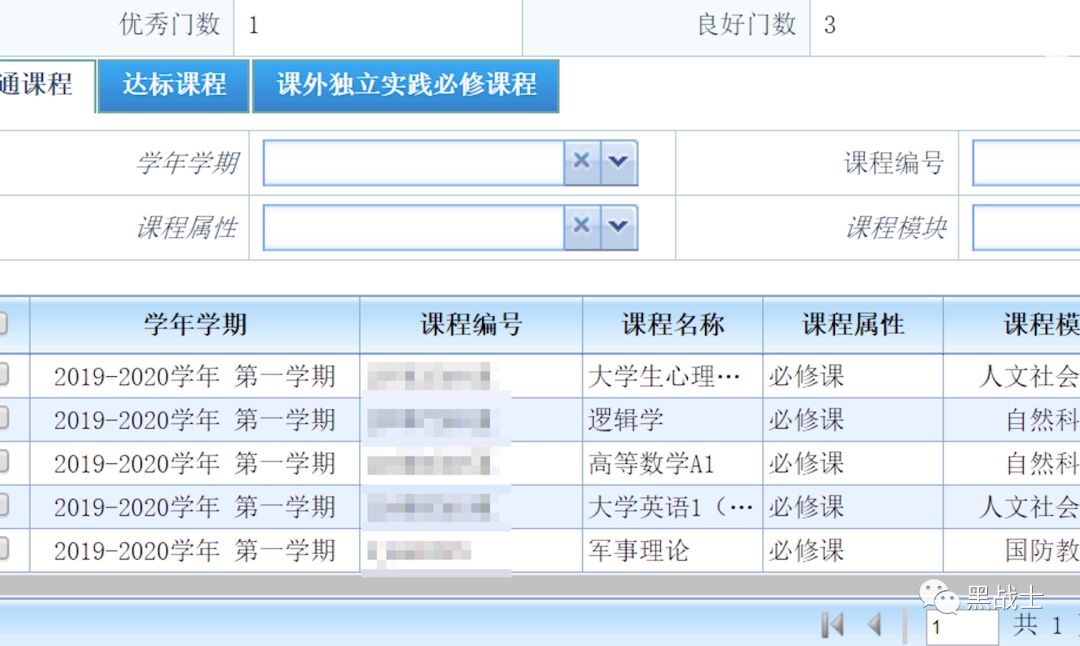 优秀门数 1 良好门数 3
通课程 达标课程 课外独立实践必修课程
学年学期 课程编号
课程属性 课程模块
学年学期 课程编号 课程名称 课程属性 课程模
2019-2020学年 第一学期 大学生心理… 必修课 人文社会
2019-2020学年 第一学期 逻辑学 必修课 自然科
2019-2020学年 第一学期 高等数学A1 必修课 自然科
2019-2020学年 第一学期 大学英语1（… 必修课 人文社会
2019-2020学年 第一学期 军事理论 必修课 国防教
黑战士
1 共 1